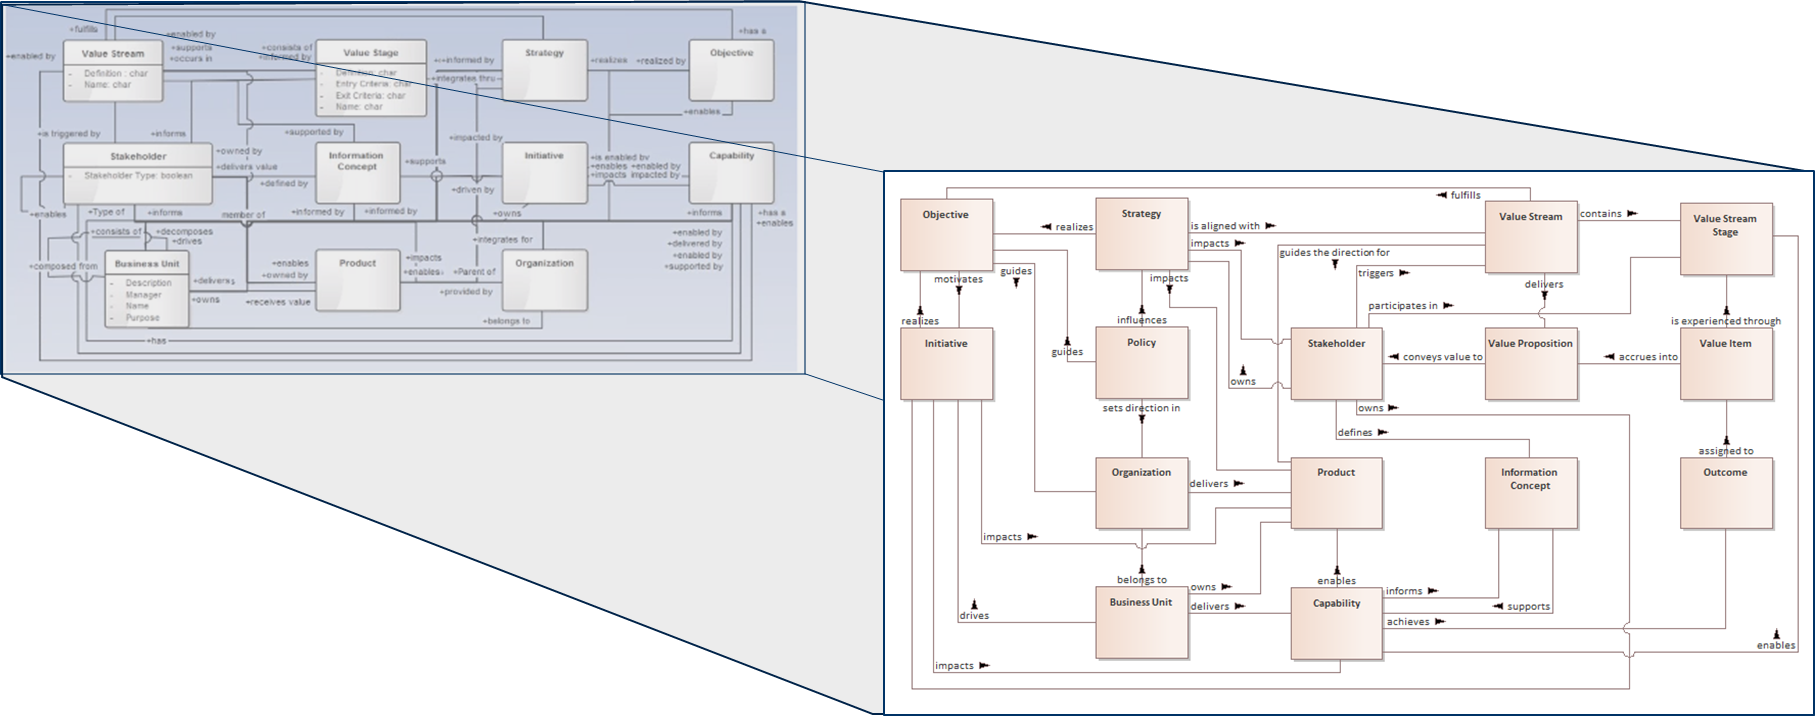 +fulfills
+has a
+enabled by
+enabled by
+supports
+occurs in
+consists of
+informed by
Value Stream
- Definition : char
- Name: char
Value Stage
- Definition: char
- Entry Criteria: char
- Exit Criteria: char
- Name: char
+informed by
+integrates thru
Strategy
+realizes
+realized by
Objective
+enables
+is triggered by
+informs
+supported by
+impacted by
Stakeholder
- Stakeholder Type: boolean
+owned by
+delivers value
+defined by
Information
Concept
+supports
+driven by
Initiative
+is enabled by
+enables +enabled by
+impacts impacted by
Capability
+enables
+Type of
+informs
member of
+informed by
+informed by
+owns
+informs
+has a
+enables
+consists of
+decomposes
+drives
+integrates for
+enabled by
+delivered by
+enabled by
+supported by
+composed from
Business Unit
- Description
- Manager
- Name
- Purpose
+delivers
+owns
+enables
+owned by
+receives value
Product
+impacts
+enables
+Parent of
+provided by
Organization
+belongs to
+has
fulfills
Objective
realizes
Strategy
is aligned with
impacts
Value Stream
contains
Value Stream
Stage
guides the direction for
triggers
motivates
guides
impacts
delivers
participates in
realizes
influences
is experienced through
Initiative
guides
Policy
Stakeholder
conveys value to
Value Proposition
accrues into
Value Item
owns
sets direction in
owns
defines
assigned to
Organization
delivers
Product
Information
Concept
Outcome
impacts
belongs to
owns
enables
informs
Business Unit
delivers
Capability
supports
drives
achieves
enables
impacts